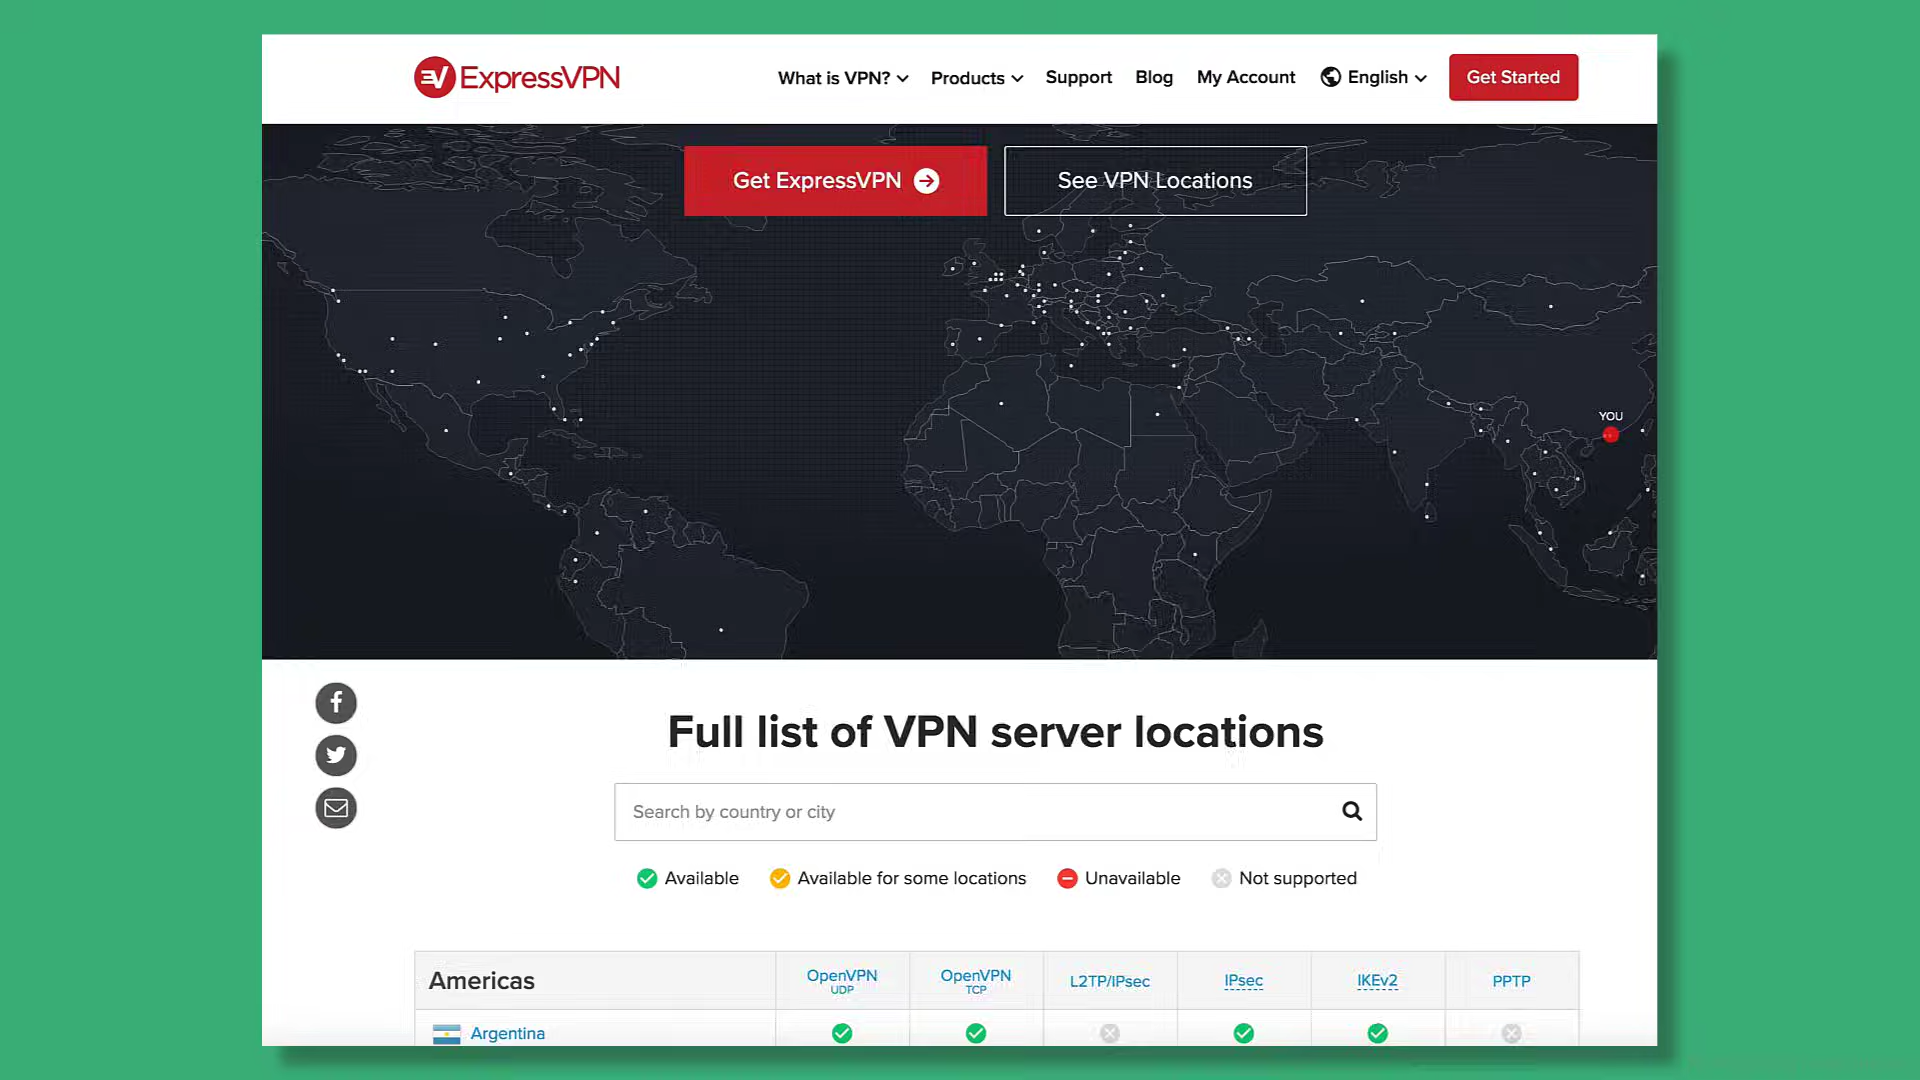 ExpressVPN
What is VPN? Products Support Blog My Account English Get Started
Get ExpressVPN See VPN Locations
YOU
Full list of VPN server locations
Search by country or city
Available Available for some locations Unavailable Not supported
Americas OpenVPN UDP OpenVPN TCP L2TP/IPsec IPsec IKEv2 PPTP
Argentina